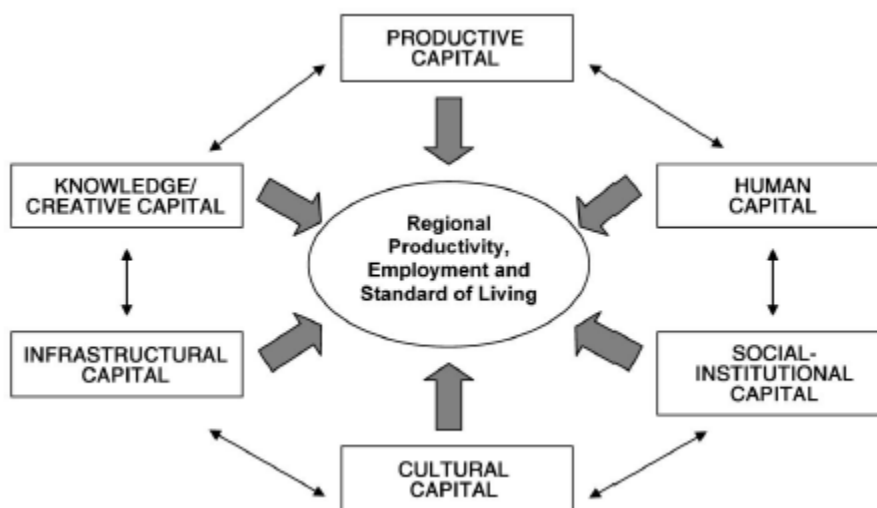 PRODUCTIVE
CAPITAL
KNOWLEDGE/
CREATIVE CAPITAL
HUMAN
CAPITAL
Regional
Productivity,
Employment and
Standard of Living
INFRASTRUCTURAL
CAPITAL
SOCIAL-
INSTITUTIONAL
CAPITAL
CULTURAL
CAPITAL